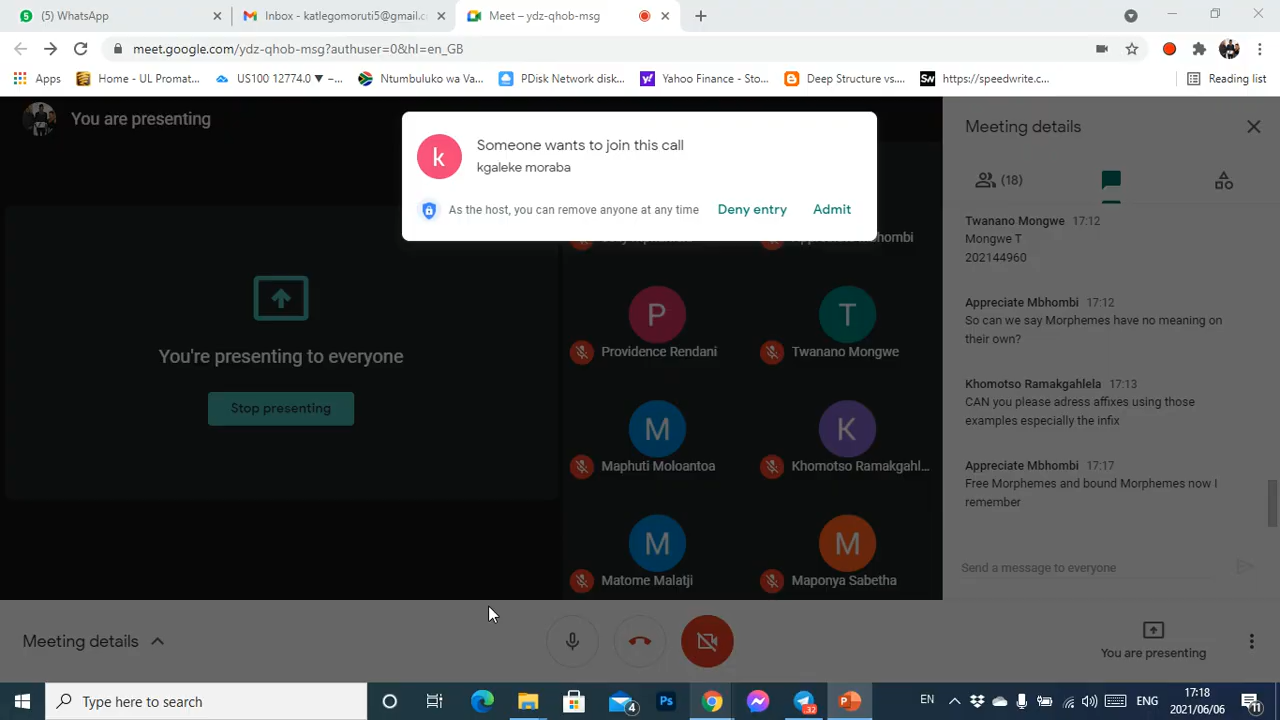 (5) WhatsApp
Inbox - katlegomoruti5@gmail.c
Meet – ydz-qhob-msg
meet.google.com/ydz-qhob-msg?authuser=0&hl=en_GB
Apps
Home - UL Promat...
US100 12774.0 ▼ –...
Ntumbuluko wa Va...
PDisk Network disk...
Yahoo Finance - Sto...
Deep Structure vs....
Sw
https://speedwrite.c...
Reading list
You are presenting
Someone wants to join this call
k
kgaleke moraba
As the host, you can remove anyone at any time
Deny entry
Admit
You're presenting to everyone
Stop presenting
P
Providence Rendani
T
Twanano Mongwe
M
Maphuti Moloantoa
K
Khomotso Ramakgahl...
M
Matome Malatji
M
Maponya Sabetha
Meeting details
(18)
Twanano Mongwe 17:12
Mongwe T
202144960
Appreciate Mbhombi 17:12
So can we say Morphemes have no meaning on
their own?
Khomotso Ramakgahlela 17:13
CAN you please adress affixes using those
examples especially the infix
Appreciate Mbhombi 17:17
Free Morphemes and bound Morphemes now I
remember
Send a message to everyone
Meeting details
You are presenting
Type here to search
4
Ps
32
EN
ENG
17:18
2021/06/06
11